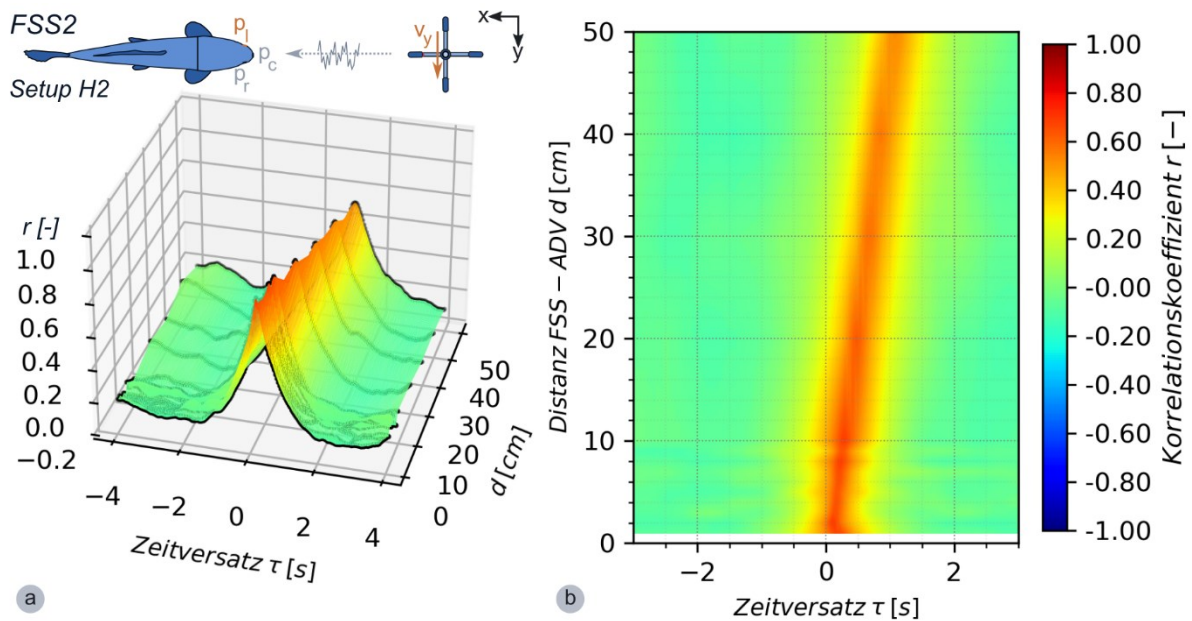 FSS2
Setup H2
p_l
p_c
p_r
v_y
x
y
r [-]
1.0
0.8
0.6
0.4
0.2
0.0
−0.2
−4
−2
0
2
4
Zeitversatz τ [s]
0
10
20
30
40
50
d [cm]
a
50
40
30
20
10
0
Distanz FSS − ADV d [cm]
−2
0
2
Zeitversatz τ [s]
b
1.00
0.80
0.60
0.40
0.20
-0.00
-0.20
-0.40
-0.60
-0.80
-1.00
Korrelationskoeffizient r [−]